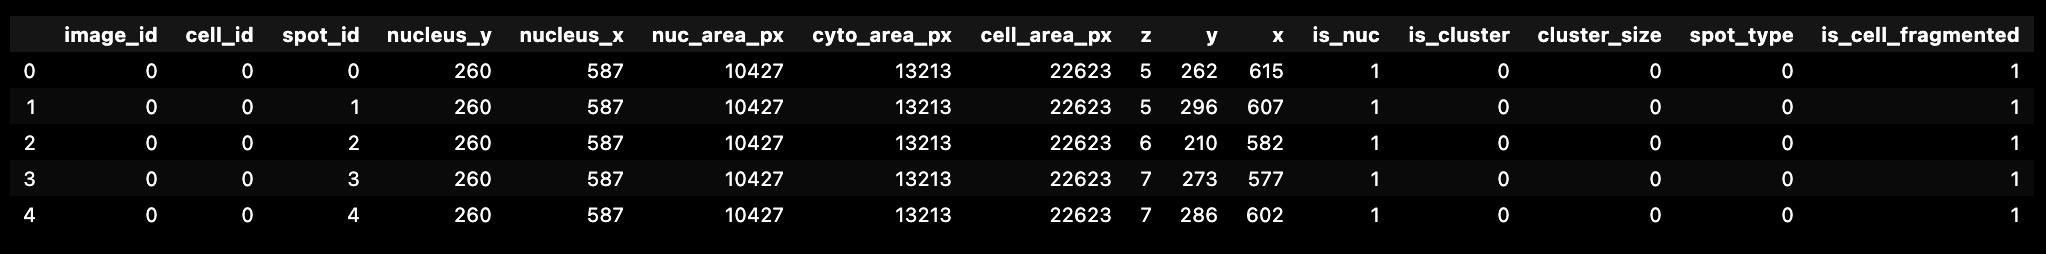 image_id cell_id spot_id nucleus_y nucleus_x nuc_area_px cyto_area_px cell_area_px z y x is_nuc is_cluster cluster_size spot_type is_cell_fragmented
0 0 0 0 260 587 10427 13213 22623 5 262 615 1 0 0 0 1
1 0 0 1 260 587 10427 13213 22623 5 296 607 1 0 0 0 1
2 0 0 2 260 587 10427 13213 22623 6 210 582 1 0 0 0 1
3 0 0 3 260 587 10427 13213 22623 7 273 577 1 0 0 0 1
4 0 0 4 260 587 10427 13213 22623 7 286 602 1 0 0 0 1